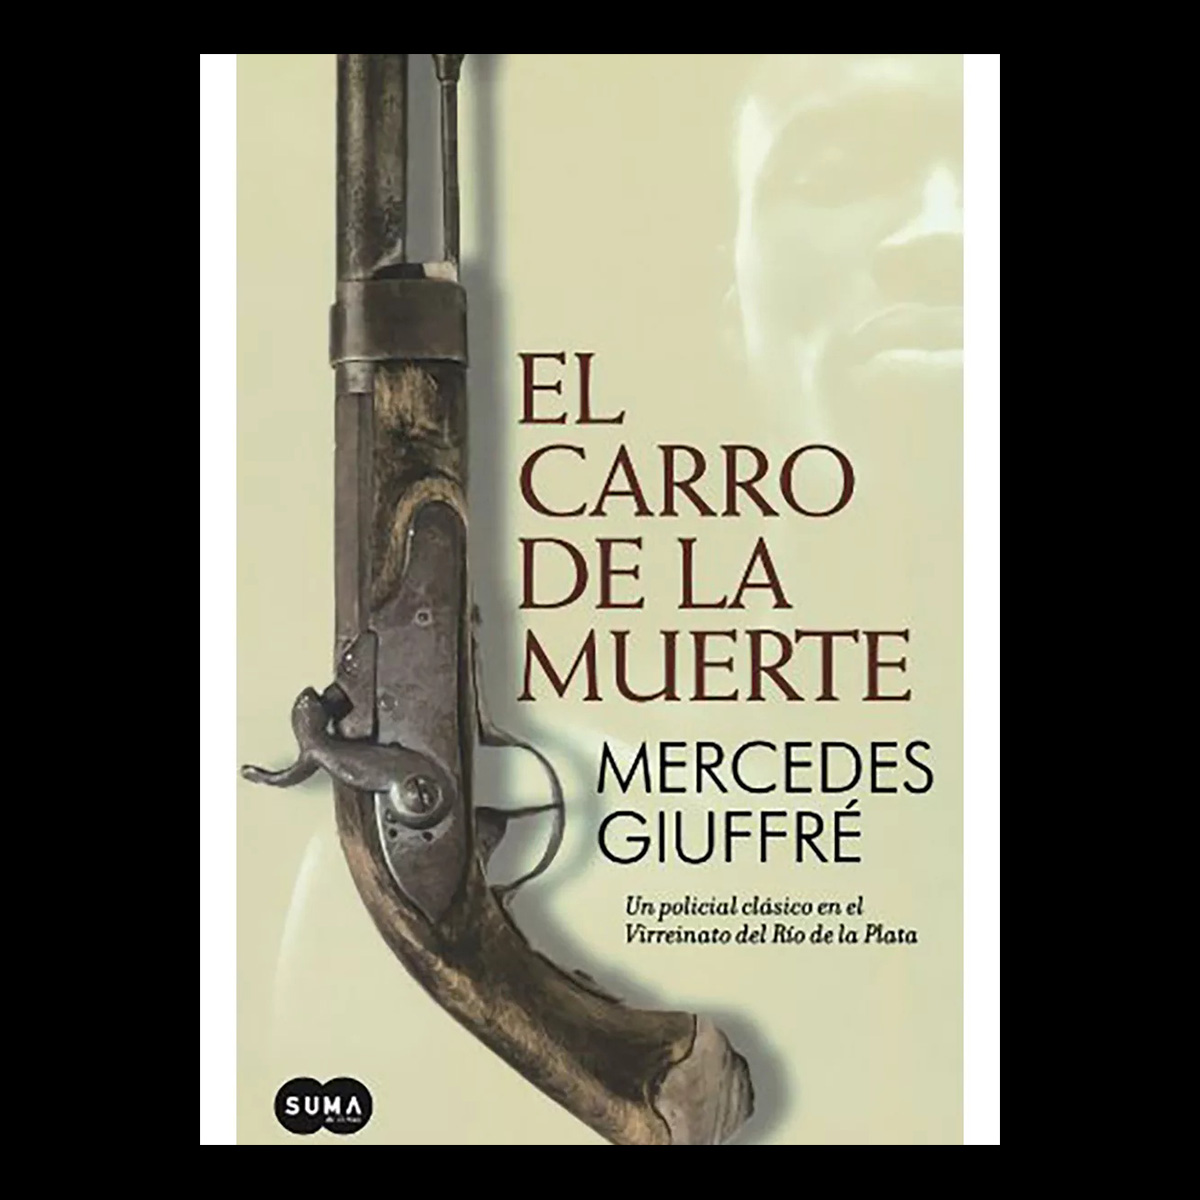 EL
CARRO
DE LA
MUERTE
MERCEDES
GIUFFRÉ
Un policial clásico en el
Virreinato del Río de la Plata
SUMA